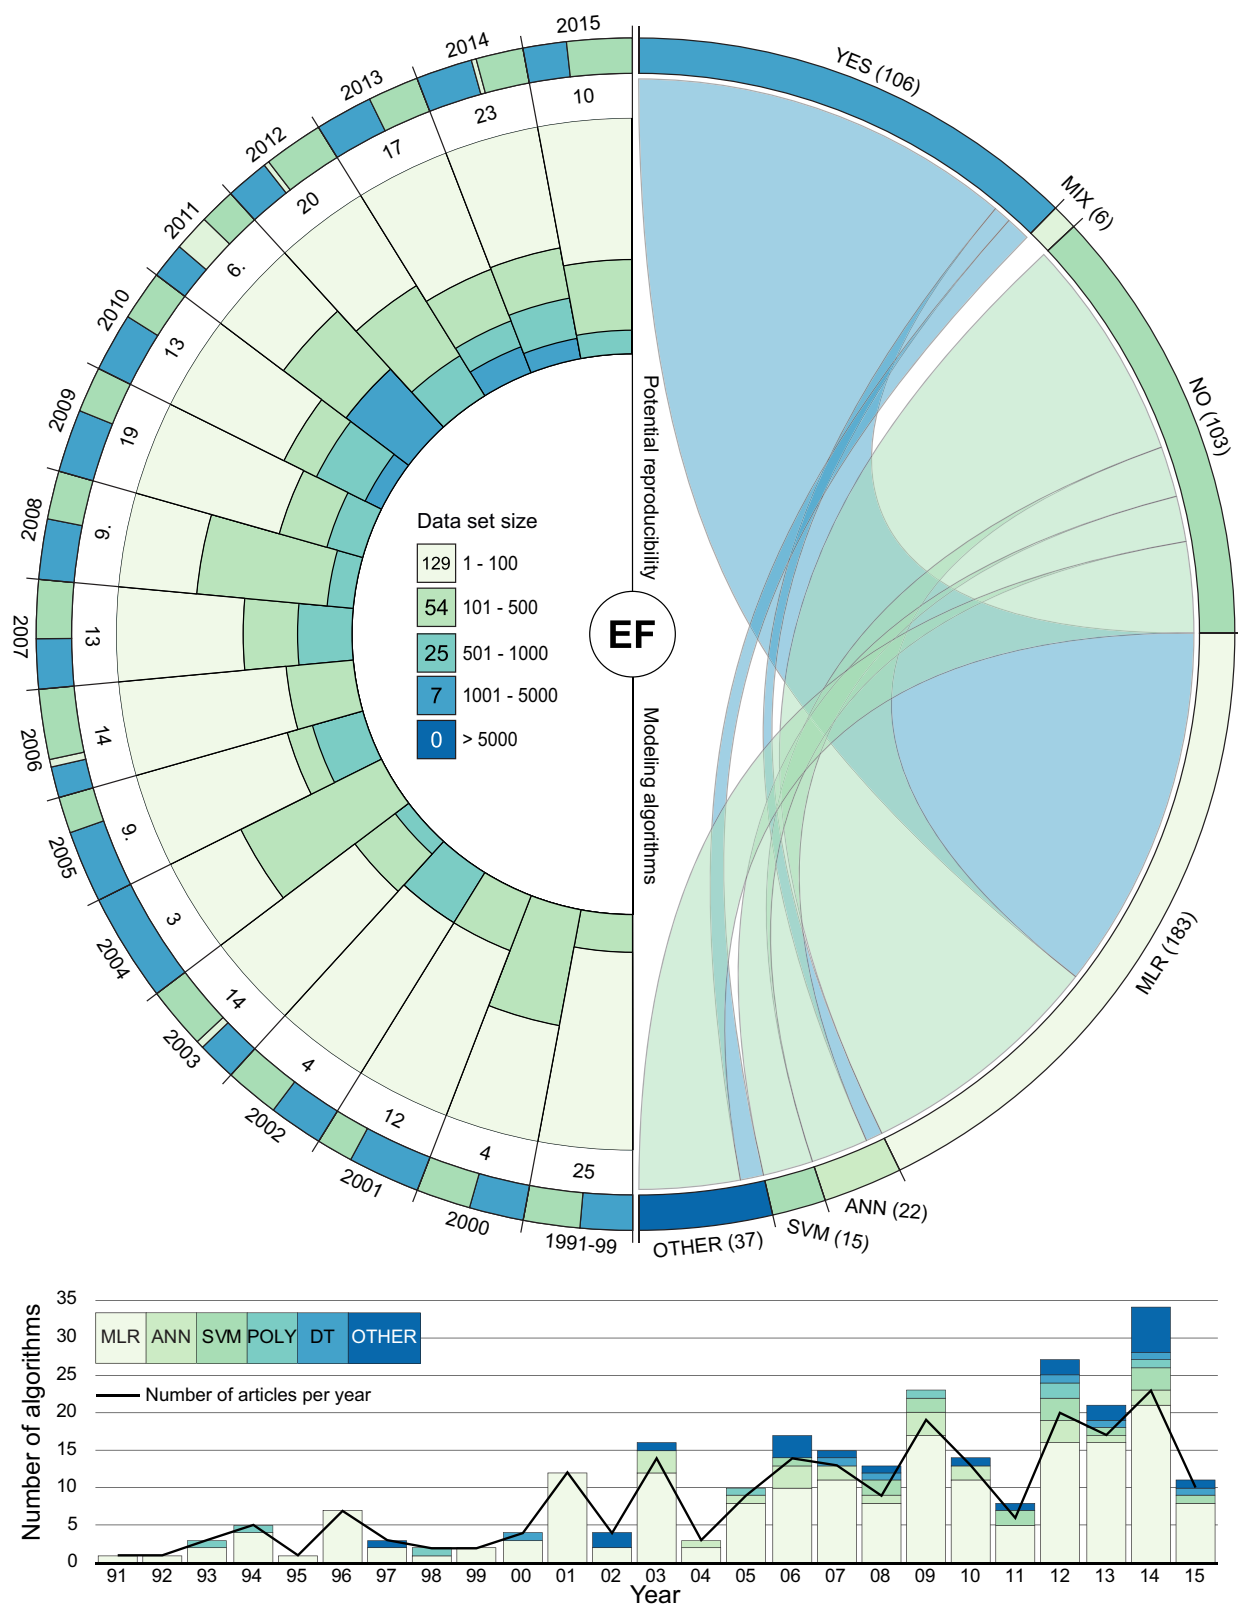 2015
2014
2013
2012
2011
2010
2009
2008
2007
2006
2005
2004
2003
2002
2001
2000
1991-99
10
23
17
20
6.
13
19
9.
13
14
9.
3
14
4
12
4
25
YES (106)
MIX (6)
NO (103)
MLR (183)
ANN (22)
SVM (15)
OTHER (37)
Potential reproducibility
EF
Modeling algorithms
Data set size
129 1 - 100
54 101 - 500
25 501 - 1000
7 1001 - 5000
0 > 5000
Number of algorithms
35
30
25
20
15
10
5
0
MLR ANN SVM POLY DT OTHER
Number of articles per year
91 92 93 94 95 96 97 98 99 00 01 02 03 04 05 06 07 08 09 10 11 12 13 14 15
Year